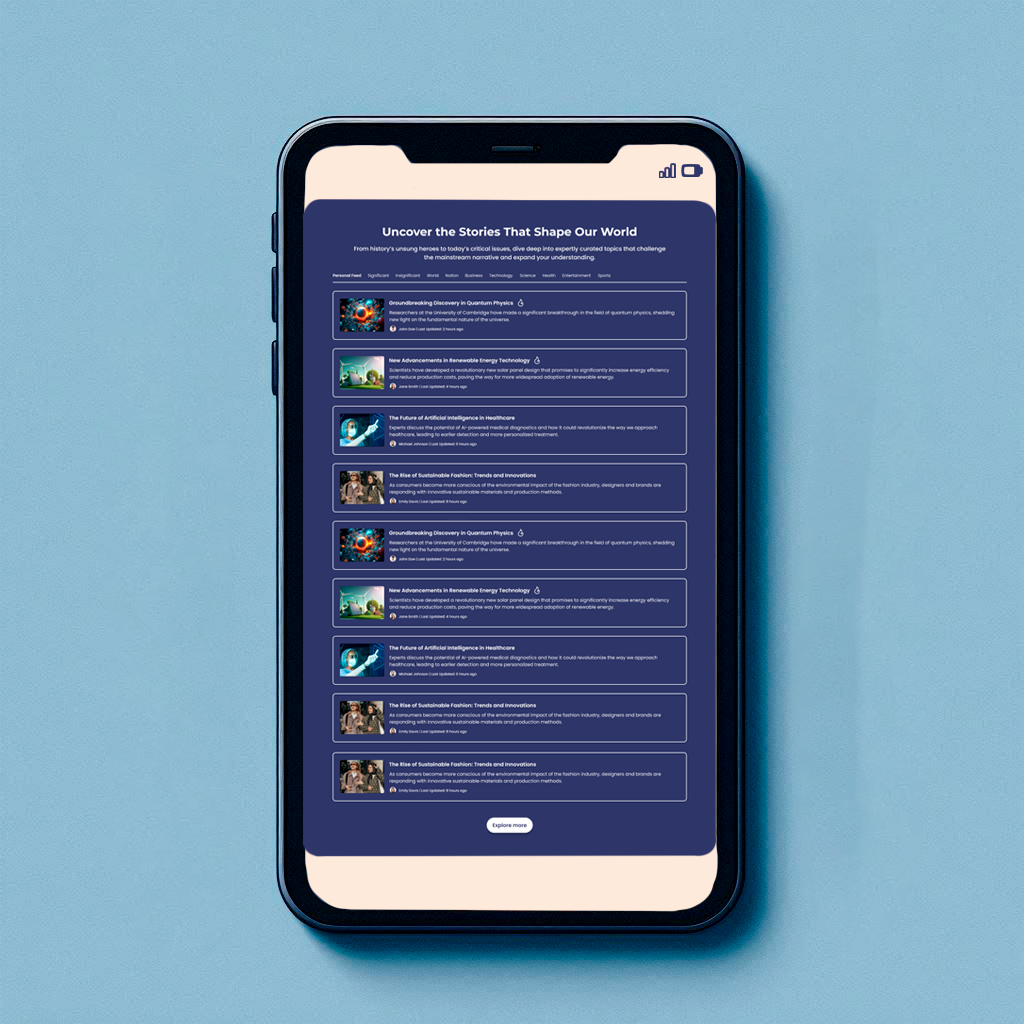 Uncover the Stories That Shape Our World
From history's unsung heroes to today's critical issues, dive deep into expertly curated topics that challenge
the mainstream narrative and expand your understanding.
Personal Feed Significant Insignificant World Nation Business Technology Science Health Entertainment Sports
Groundbreaking Discovery in Quantum Physics
Researchers at the University of Cambridge have made a significant breakthrough in the field of quantum physics, shedding
new light on the fundamental nature of the universe.
John Doe | Last Updated: 2 hours ago
New Advancements in Renewable Energy Technology
Scientists have developed a revolutionary new solar panel design that promises to significantly increase energy efficiency
and reduce production costs, paving the way for more widespread adoption of renewable energy.
Jane Smith | Last Updated: 4 hours ago
The Future of Artificial Intelligence in Healthcare
Experts discuss the potential of AI-powered medical diagnostics and how it could revolutionize the way we approach
healthcare, leading to earlier detection and more personalized treatment.
Michael Johnson | Last Updated: 6 hours ago
The Rise of Sustainable Fashion: Trends and Innovations
As consumers become more conscious of the environmental impact of the fashion industry, designers and brands are
responding with innovative sustainable materials and production methods.
Emily Davis | Last Updated: 8 hours ago
Groundbreaking Discovery in Quantum Physics
Researchers at the University of Cambridge have made a significant breakthrough in the field of quantum physics, shedding
new light on the fundamental nature of the universe.
John Doe | Last Updated: 2 hours ago
New Advancements in Renewable Energy Technology
Scientists have developed a revolutionary new solar panel design that promises to significantly increase energy efficiency
and reduce production costs, paving the way for more widespread adoption of renewable energy.
Jane Smith | Last Updated: 4 hours ago
The Future of Artificial Intelligence in Healthcare
Experts discuss the potential of AI-powered medical diagnostics and how it could revolutionize the way we approach
healthcare, leading to earlier detection and more personalized treatment.
Michael Johnson | Last Updated: 6 hours ago
The Rise of Sustainable Fashion: Trends and Innovations
As consumers become more conscious of the environmental impact of the fashion industry, designers and brands are
responding with innovative sustainable materials and production methods.
Emily Davis | Last Updated: 8 hours ago
The Rise of Sustainable Fashion: Trends and Innovations
As consumers become more conscious of the environmental impact of the fashion industry, designers and brands are
responding with innovative sustainable materials and production methods.
Emily Davis | Last Updated: 8 hours ago
Explore more